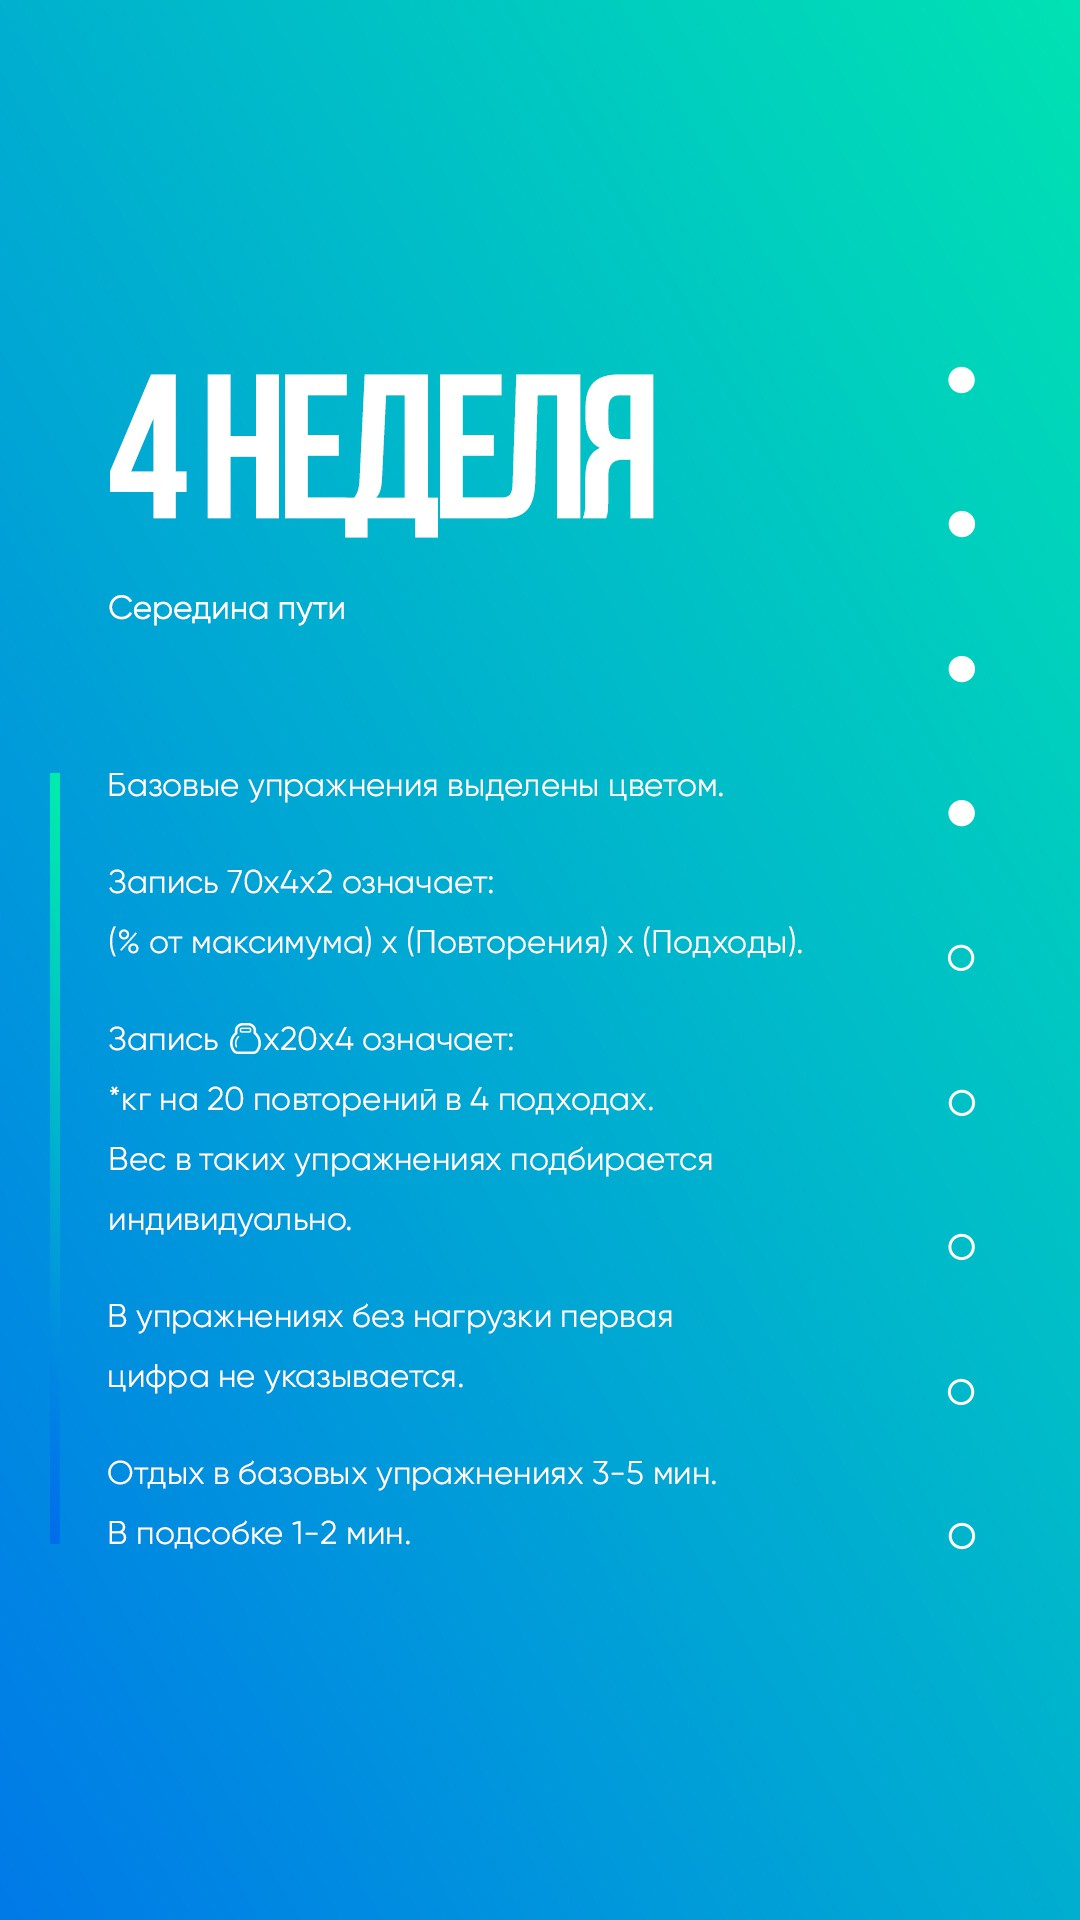 4 НЕДЕЛЯ
Середина пути
Базовые упражнения выделены цветом.
Запись 70x4x2 означает:
(% от максимума) x (Повторения) x (Подходы).
Запись x20x4 означает:
*кг на 20 повторений в 4 подходах.
Вес в таких упражнениях подбирается
индивидуально.
В упражнениях без нагрузки первая
цифра не указывается.
Отдых в базовых упражнениях 3-5 мин.
В подсобке 1-2 мин.